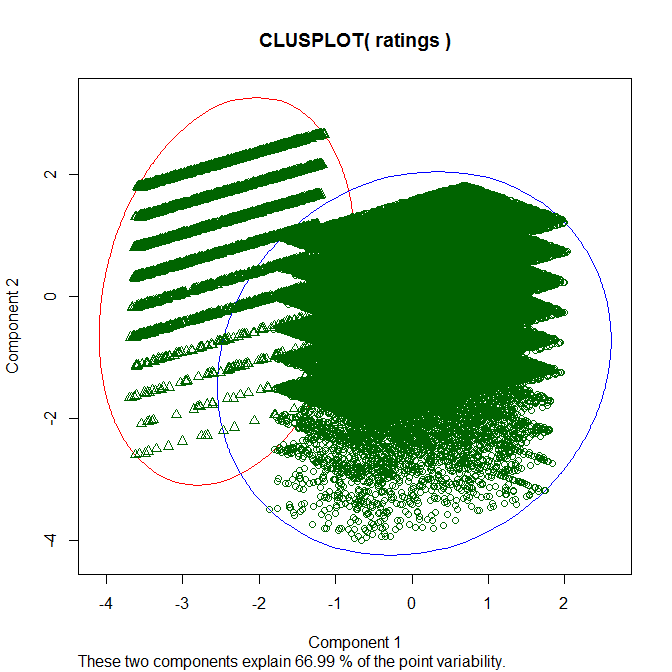 CLUSPLOT( ratings )
Component 2
2
0
-2
-4
-4 -3 -2 -1 0 1 2
Component 1
These two components explain 66.99 % of the point variability.